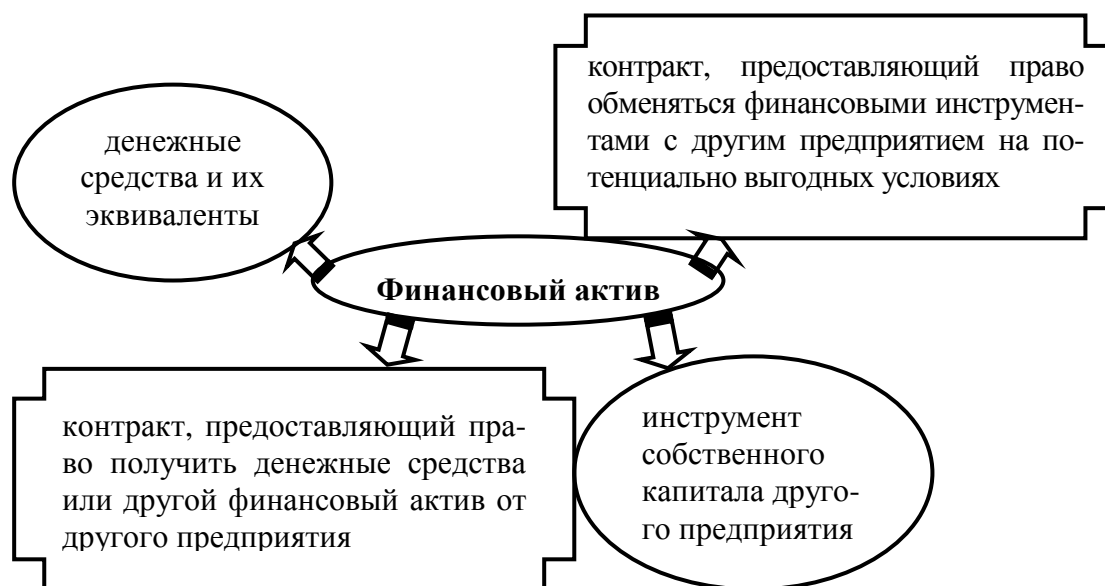 контракт, предоставляющий право
обменяться финансовыми инструмен-
тами с другим предприятием на по-
тенциально выгодных условиях
денежные
средства и их
эквиваленты
Финансовый актив
контракт, предоставляющий пра-
во получить денежные средства
или другой финансовый актив от
другого предприятия
инструмент
собственного
капитала друго-
го предприятия